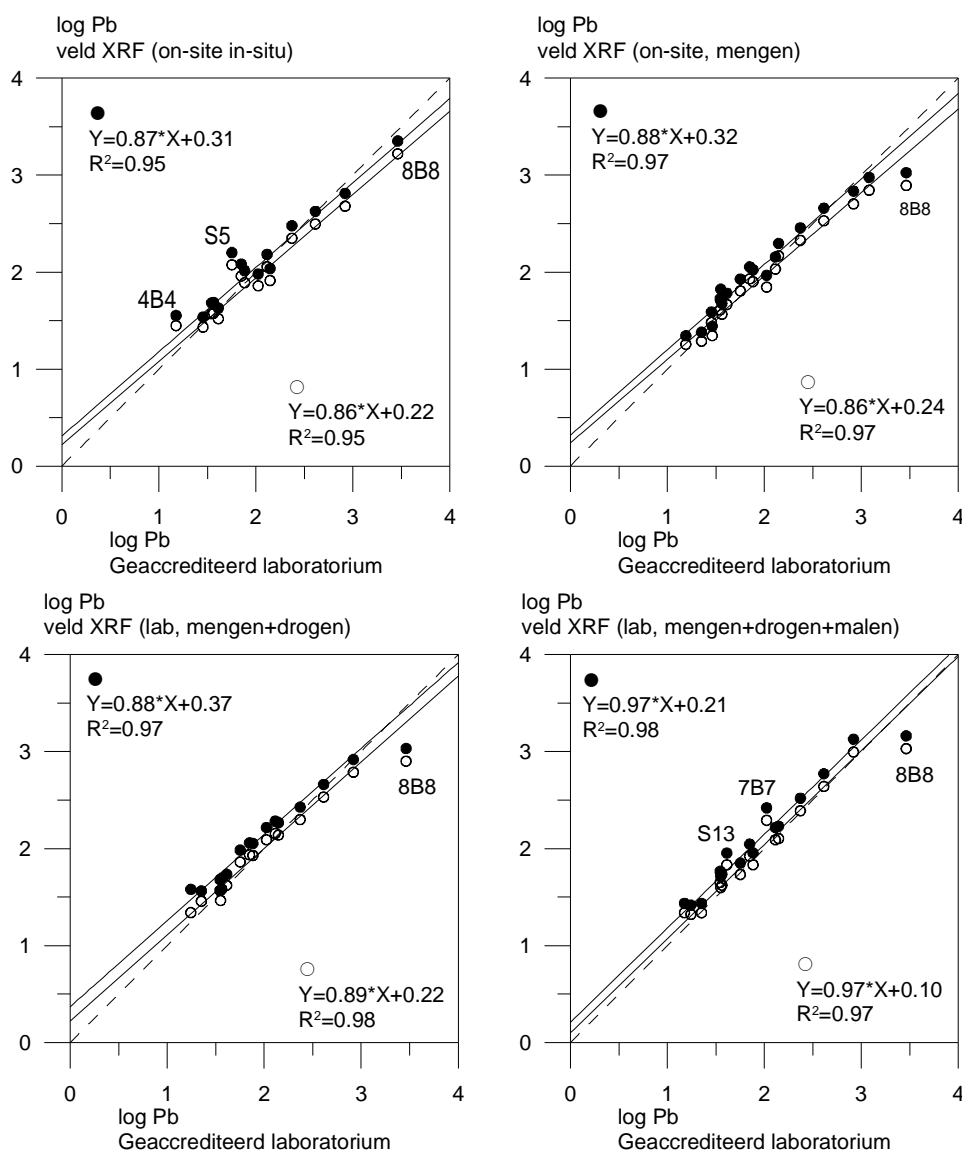 log Pb
veld XRF (on-site in-situ)
4
3
2
1
0
Y=0.87*X+0.31
R²=0.95
8B8
S5
4B4
Y=0.86*X+0.22
R²=0.95
0 1 2 3 4
log Pb
Geaccrediteerd laboratorium
log Pb
veld XRF (on-site, mengen)
4
3
2
1
0
Y=0.88*X+0.32
R²=0.97
8B8
Y=0.86*X+0.24
R²=0.97
0 1 2 3 4
log Pb
Geaccrediteerd laboratorium
log Pb
veld XRF (lab, mengen+drogen)
4
3
2
1
0
Y=0.88*X+0.37
R²=0.97
8B8
Y=0.89*X+0.22
R²=0.98
0 1 2 3 4
log Pb
Geaccrediteerd laboratorium
log Pb
veld XRF (lab, mengen+drogen+malen)
4
3
2
1
0
Y=0.97*X+0.21
R²=0.98
7B7
8B8
S13
Y=0.97*X+0.10
R²=0.97
0 1 2 3 4
log Pb
Geaccrediteerd laboratorium